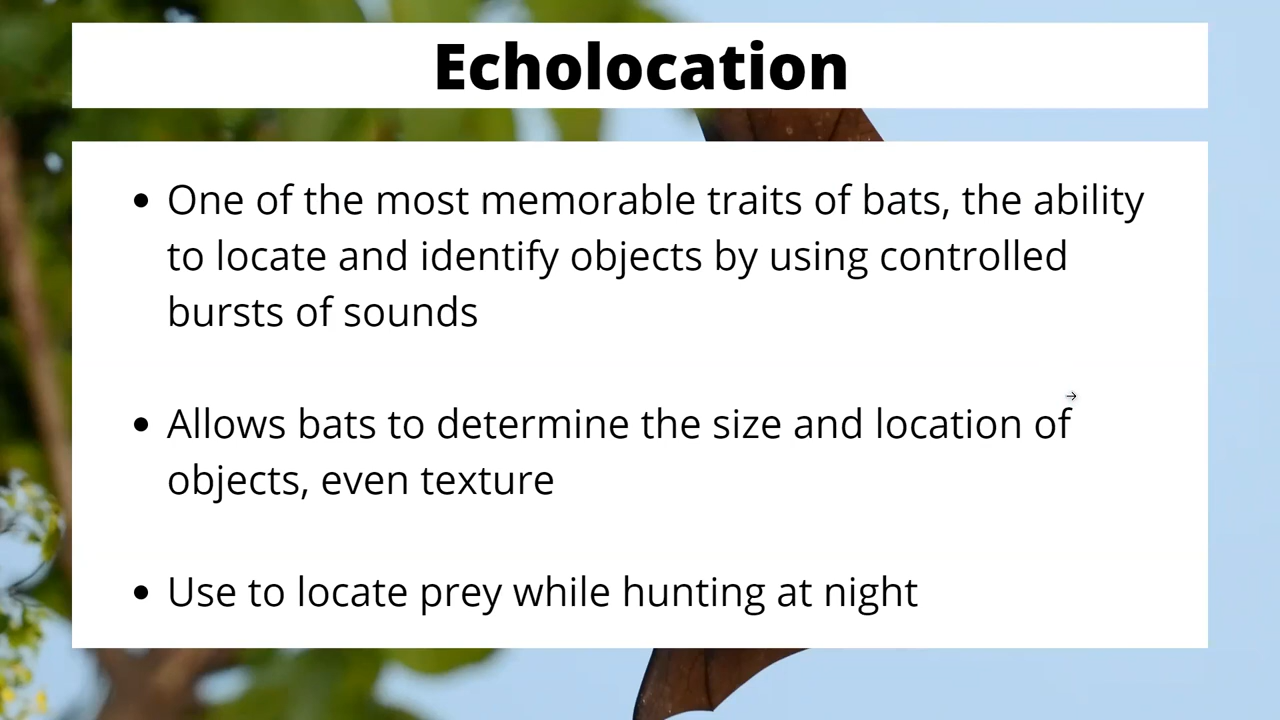 Echolocation
• One of the most memorable traits of bats, the ability
to locate and identify objects by using controlled
bursts of sounds
• Allows bats to determine the size and location of
objects, even texture
• Use to locate prey while hunting at night